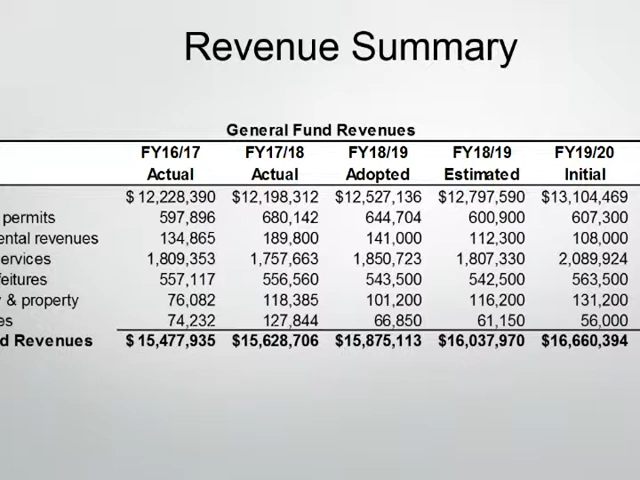 Revenue Summary
General Fund Revenues
FY16/17 FY17/18 FY18/19 FY18/19 FY19/20
Actual Actual Adopted Estimated Initial
$ 12,228,390 $12,198,312 $12,527,136 $12,797,590 $13,104,469
permits 597,896 680,142 644,704 600,900 607,300
ental revenues 134,865 189,800 141,000 112,300 108,000
ervices 1,809,353 1,757,663 1,850,723 1,807,330 2,089,924
feitures 557,117 556,560 543,500 542,500 563,500
& property 76,082 118,385 101,200 116,200 131,200
es 74,232 127,844 66,850 61,150 56,000
d Revenues $ 15,477,935 $15,628,706 $15,875,113 $16,037,970 $16,660,394